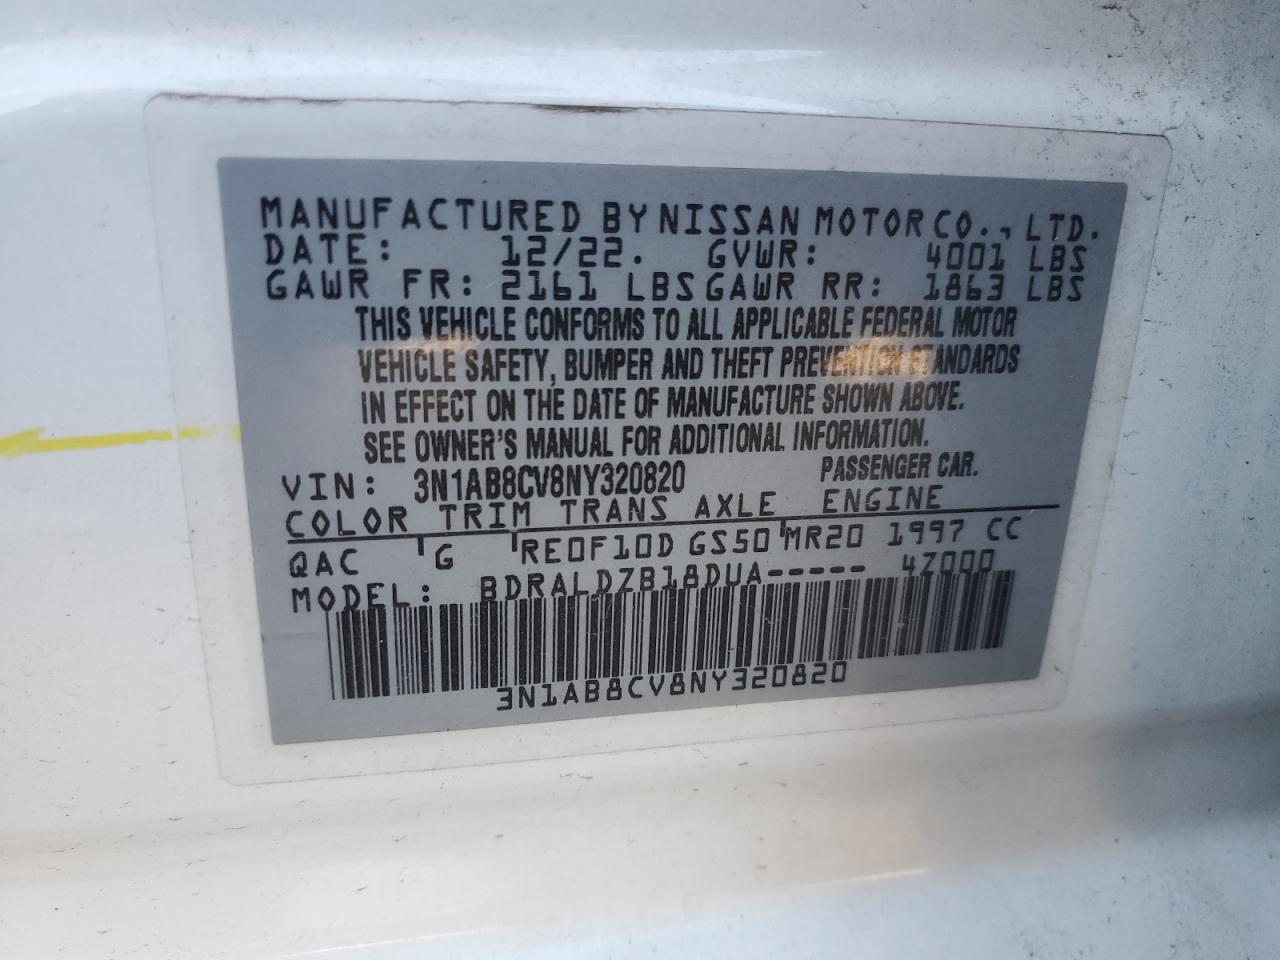 MANUFACTURED BY NISSAN MOTOR CO., LTD.
DATE: 12/22. GVWR: 4001 LBS
GAWR FR: 2161 LBS GAWR RR: 1863 LBS
THIS VEHICLE CONFORMS TO ALL APPLICABLE FEDERAL MOTOR
VEHICLE SAFETY, BUMPER AND THEFT PREVENTION STANDARDS
IN EFFECT ON THE DATE OF MANUFACTURE SHOWN ABOVE.
SEE OWNER'S MANUAL FOR ADDITIONAL INFORMATION.
VIN: 3N1AB8CV8NY320820 PASSENGER CAR.
COLOR TRIM TRANS AXLE ENGINE
QAC G RE0F10D GS50 MR20 1997 CC
MODEL: BDRALDZB18DUA----- 4Z000
3N1AB8CV8NY320820